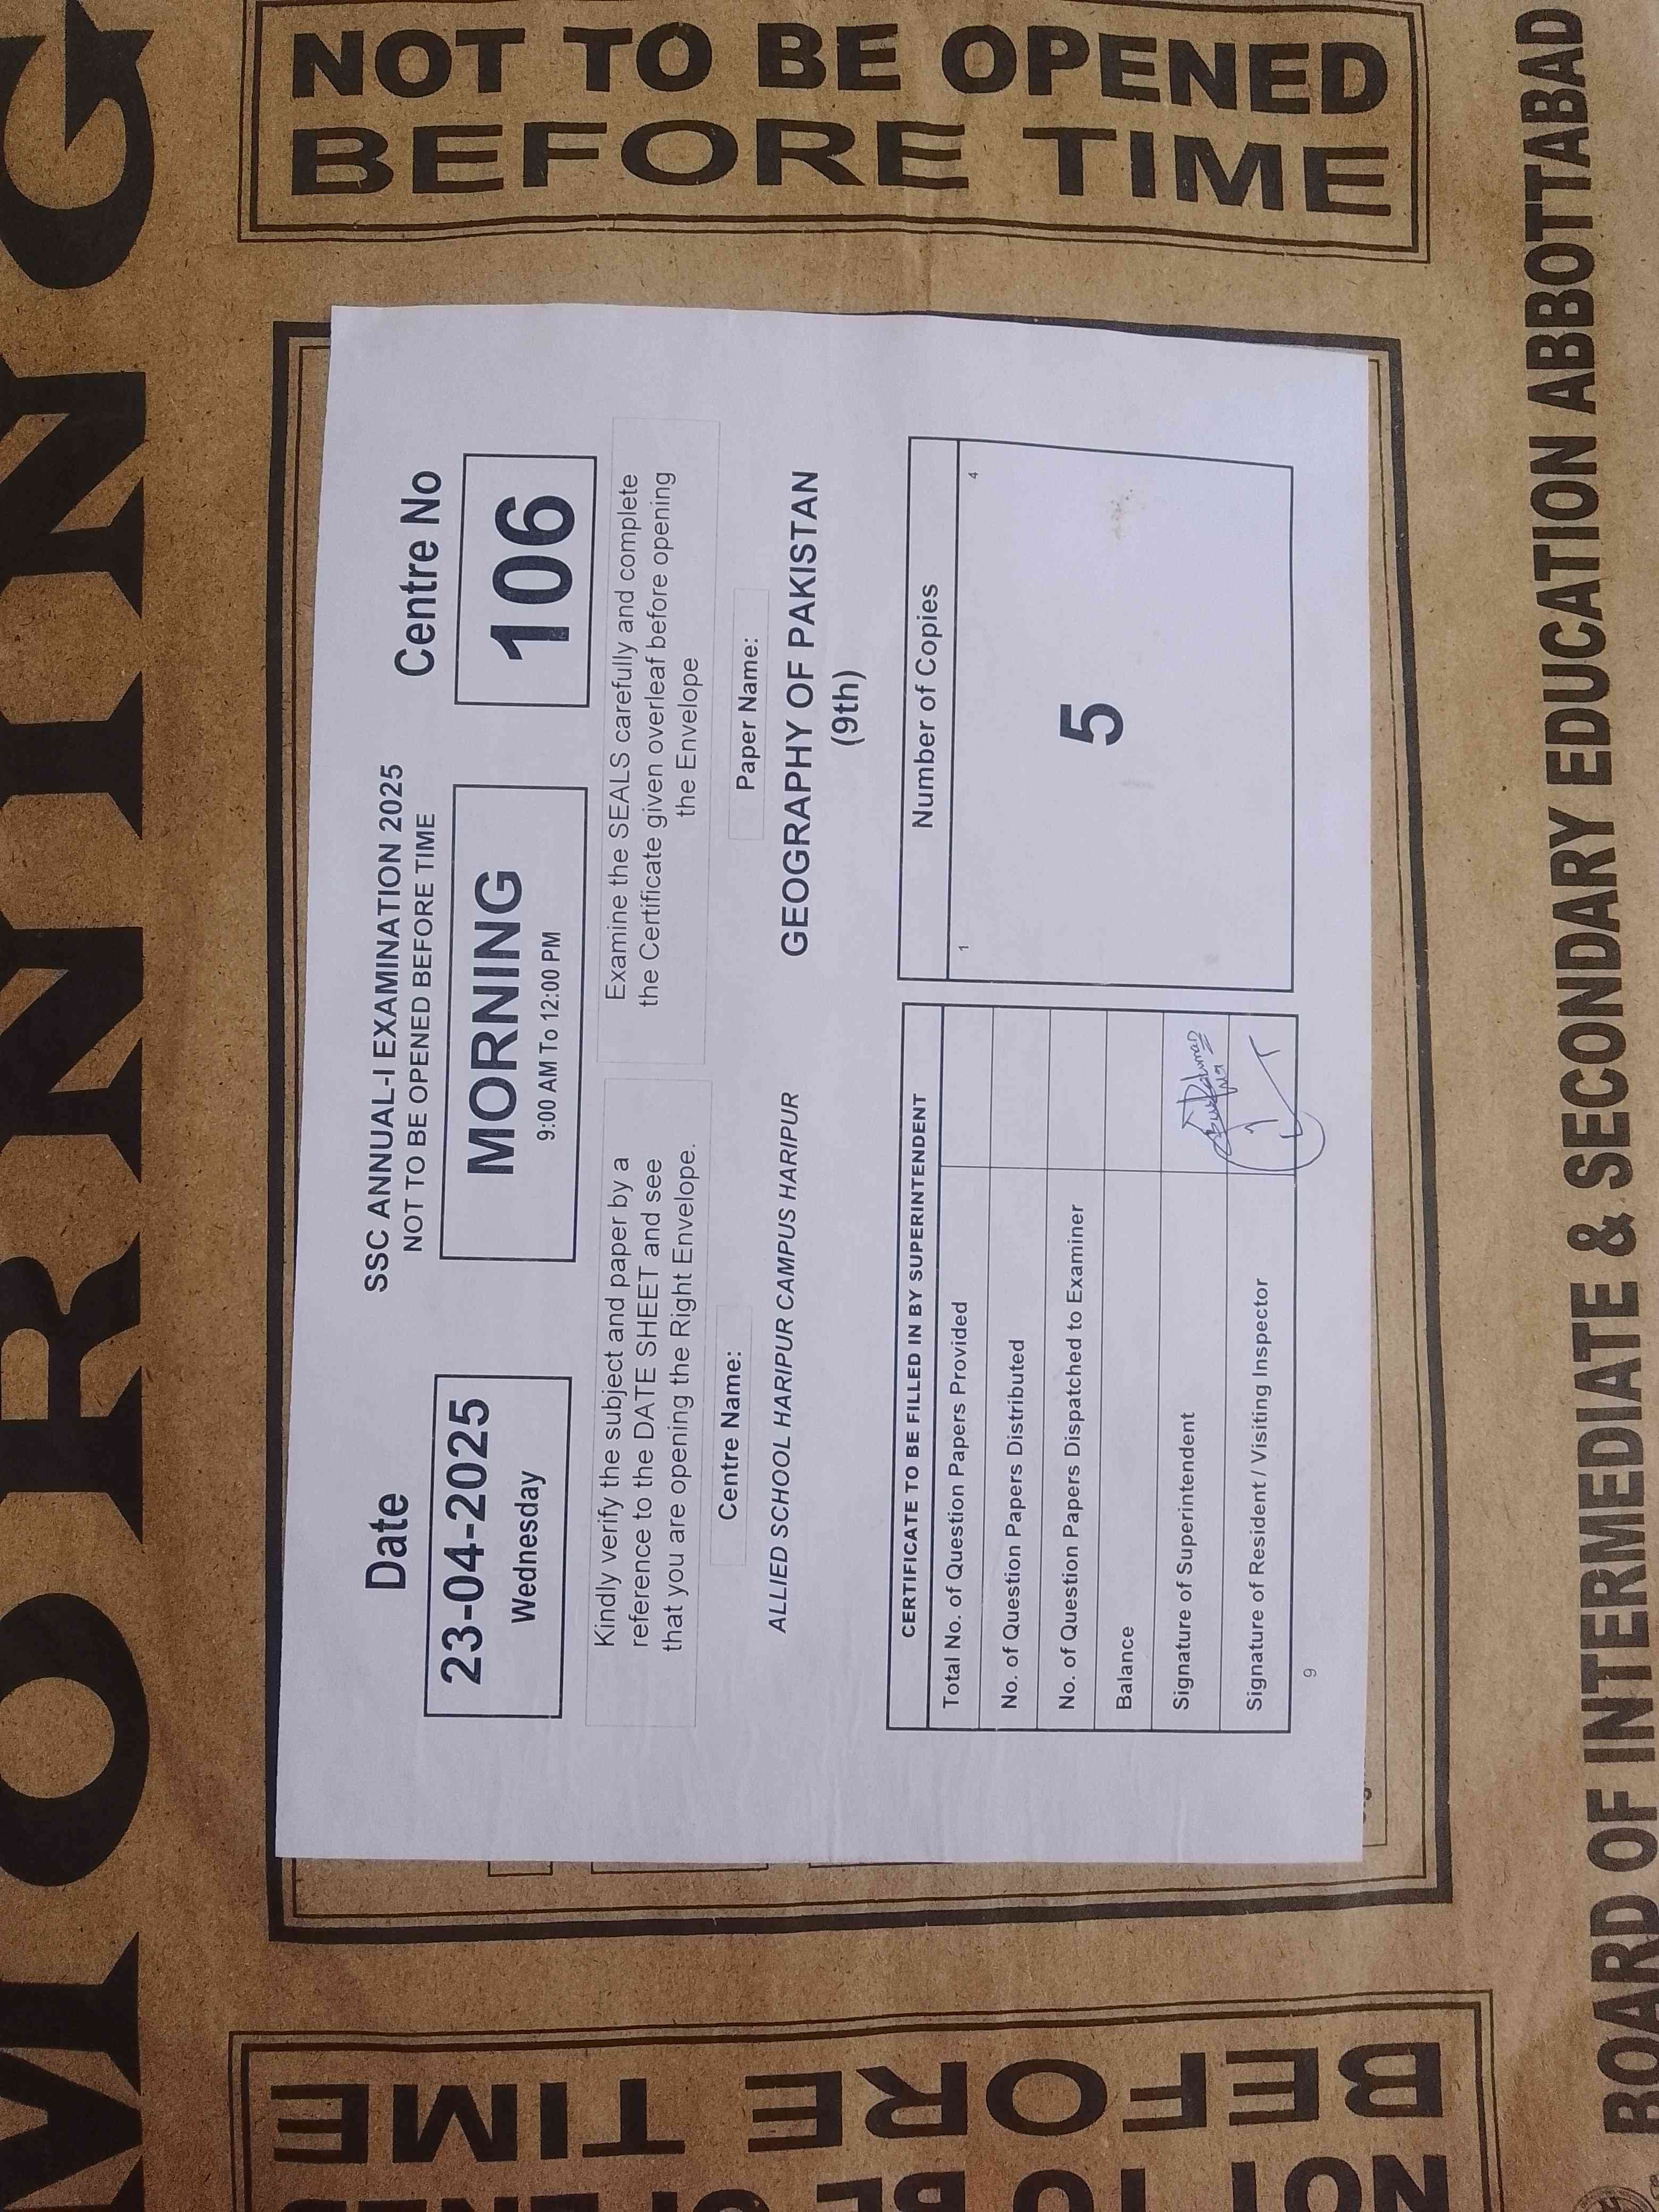 MORNING
NOT TO BE OPENED
BEFORE TIME
SSC ANNUAL-I EXAMINATION 2025
NOT TO BE OPENED BEFORE TIME
Date
23-04-2025
Wednesday
MORNING
9:00 AM To 12:00 PM
Centre No
106
Kindly verify the subject and paper by a
reference to the DATE SHEET and see
that you are opening the Right Envelope.
Examine the SEALS carefully and complete
the Certificate given overleaf before opening
the Envelope
Centre Name:
ALLIED SCHOOL HARIPUR CAMPUS HARIPUR
Paper Name:
GEOGRAPHY OF PAKISTAN
(9th)
CERTIFICATE TO BE FILLED IN BY SUPERINTENDENT
Total No. of Question Papers Provided
No. of Question Papers Distributed
No. of Question Papers Dispatched to Examiner
Balance
Signature of Superintendent
Signature of Resident / Visiting Inspector
9
Number of Copies
1 4
5
NOT TO BE
BEFORE TIME
BOARD OF INTERMEDIATE & SECONDARY EDUCATION ABBOTTABAD